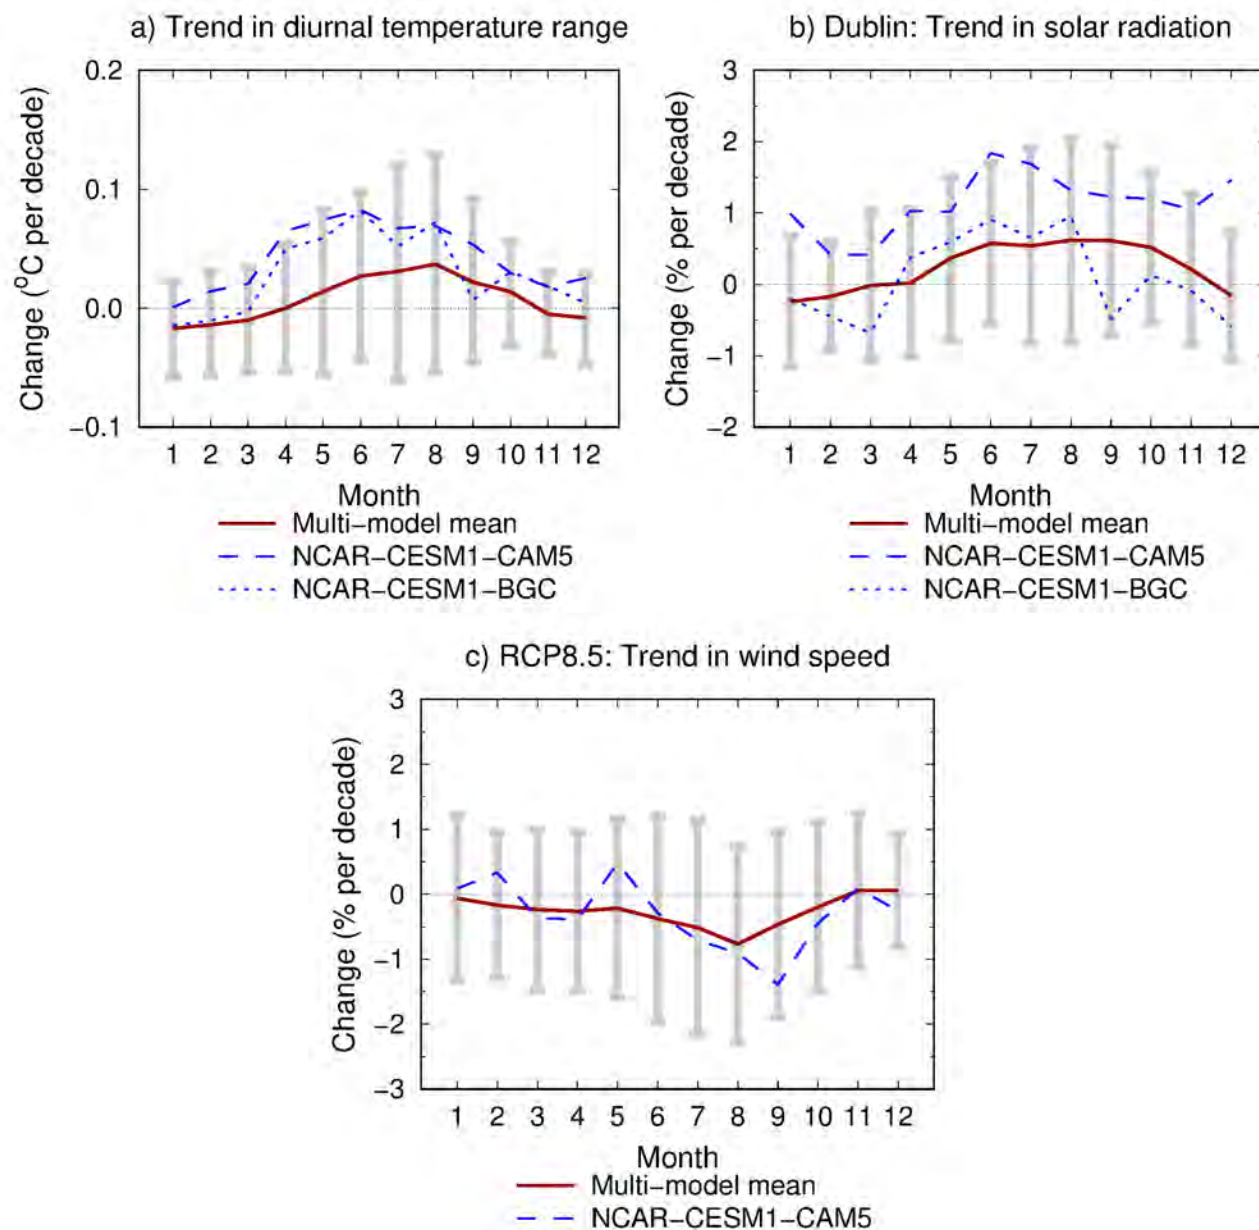 a) Trend in diurnal temperature range
Change (°C per decade)
0.2
0.1
0.0
−0.1
1 2 3 4 5 6 7 8 9 10 11 12
Month
Multi−model mean
NCAR−CESM1−CAM5
NCAR−CESM1−BGC
b) Dublin: Trend in solar radiation
Change (% per decade)
3
2
1
0
−1
−2
1 2 3 4 5 6 7 8 9 10 11 12
Month
Multi−model mean
NCAR−CESM1−CAM5
NCAR−CESM1−BGC
c) RCP8.5: Trend in wind speed
Change (% per decade)
3
2
1
0
−1
−2
−3
1 2 3 4 5 6 7 8 9 10 11 12
Month
Multi−model mean
NCAR−CESM1−CAM5